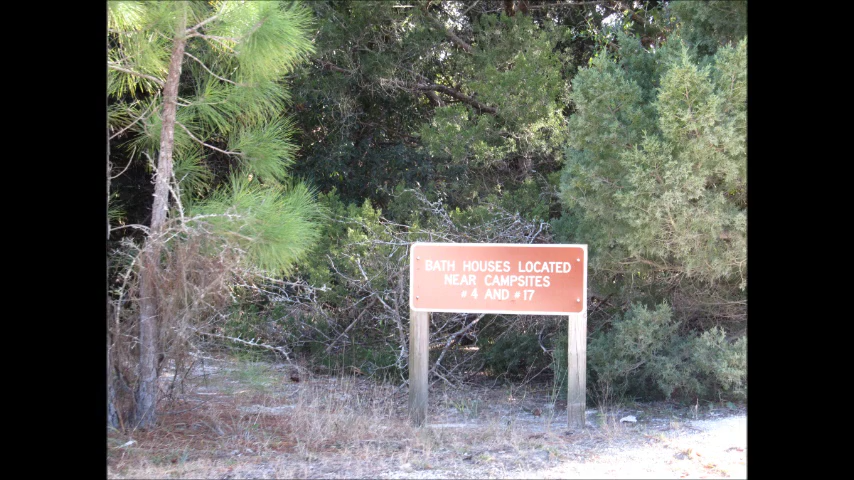 BATH HOUSES LOCATED
NEAR CAMPSITES
#4 AND #17